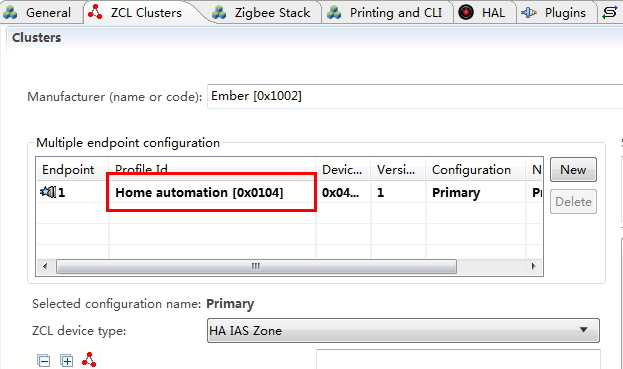 General ZCL Clusters Zigbee Stack Printing and CLI HAL Plugins
Clusters
Manufacturer (name or code): Ember [0x1002]
Multiple endpoint configuration
Endpoint Profile Id Devic... Versi... Configuration N
1 Home automation [0x0104] 0x04... 1 Primary Pr
New
Delete
Selected configuration name: Primary
ZCL device type: HA IAS Zone